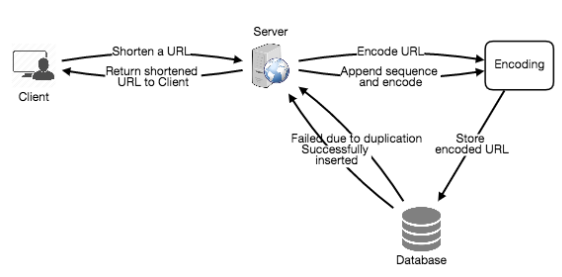 Server
Shorten a URL
Return shortened
URL to Client
Client
Encode URL
Append sequence
and encode
Encoding
Failed due to duplication
Successfully
inserted
Store
encoded URL
Database